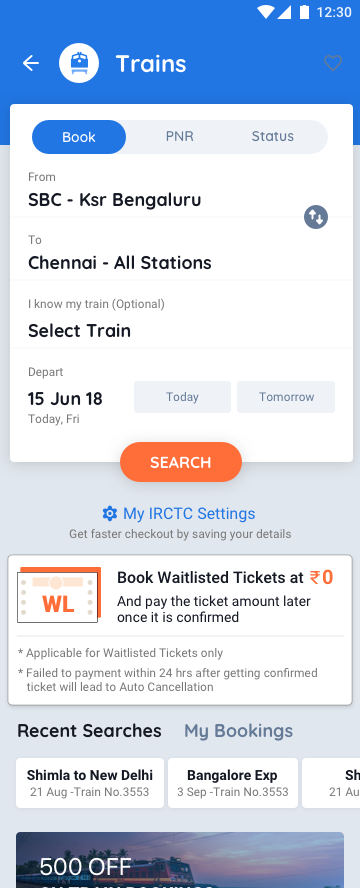 12:30
Trains
Book PNR Status
From
SBC - Ksr Bengaluru
To
Chennai - All Stations
I know my train (Optional)
Select Train
Depart
15 Jun 18 Today Tomorrow
Today, Fri
SEARCH
My IRCTC Settings
Get faster checkout by saving your details
WL
Book Waitlisted Tickets at ₹0
And pay the ticket amount later
once it is confirmed
* Applicable for Waitlisted Tickets only
* Failed to payment within 24 hrs after getting confirmed
ticket will lead to Auto Cancellation
Recent Searches My Bookings
Shimla to New Delhi
21 Aug -Train No.3553
Bangalore Exp
3 Sep -Train No.3553
Sh
21 Au
500 OFF